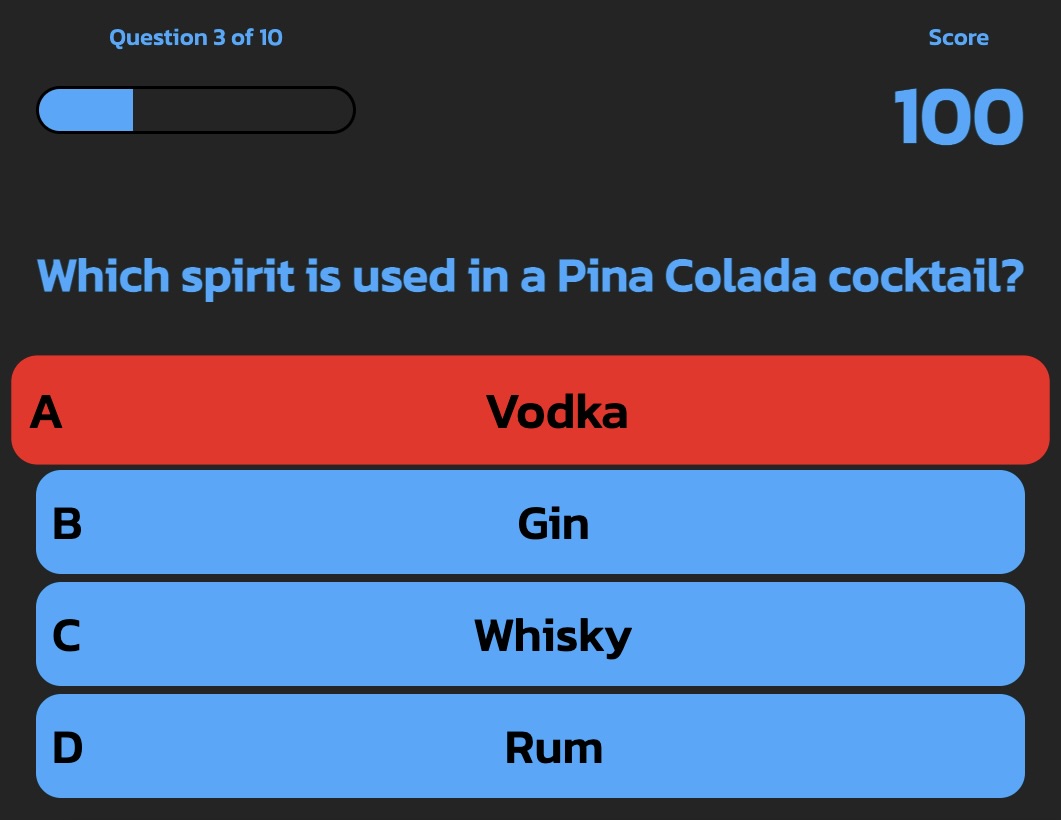 Question 3 of 10
Score
100
Which spirit is used in a Pina Colada cocktail?
A Vodka
B Gin
C Whisky
D Rum